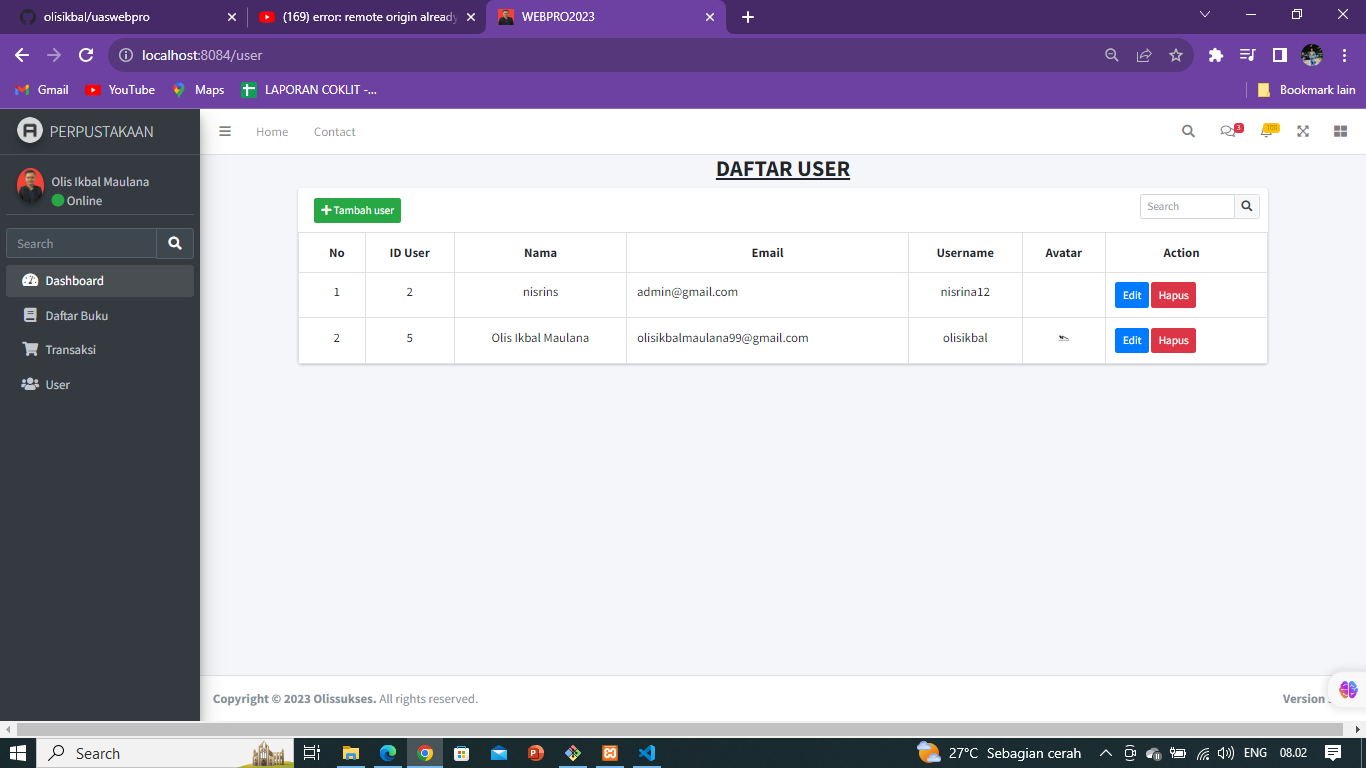 olisikbal/uaswebpro
(169) error: remote origin already
WEBPRO2023
localhost:8084/user
Gmail
YouTube
Maps
LAPORAN COKLIT -...
Bookmark lain
PERPUSTAKAAN
Home
Contact
3
100
Olis Ikbal Maulana
Online
Search
Dashboard
Daftar Buku
Transaksi
User
DAFTAR USER
Tambah user
Search
No ID User Nama Email Username Avatar Action
1 2 nisrins admin@gmail.com nisrina12 Edit Hapus
2 5 Olis Ikbal Maulana olisikbalmaulana99@gmail.com olisikbal Edit Hapus
Copyright © 2023 Olissukses. All rights reserved.
Version
Search
27°C Sebagian cerah
ENG
08.02